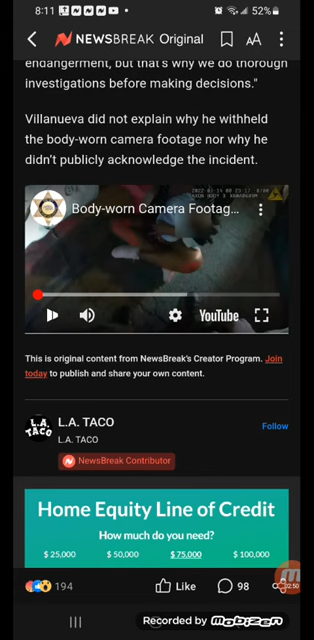 8:11
52%
NEWSBREAK Original
AA
endangerment, but that's why we do thorough
investigations before making decisions."
Villanueva did not explain why he withheld
the body-worn camera footage nor why he
didn't publicly acknowledge the incident.
Body-worn Camera Footag...
YouTube
This is original content from NewsBreak's Creator Program. Join
today to publish and share your own content.
L.A. TACO
L.A.
TACO
L.A. TACO
NewsBreak Contributor
Follow
Home Equity Line of Credit
How much do you need?
$ 25,000 $ 50,000 $ 75,000 $ 100,000
194
Like
98
Recorded by MOBIZEN